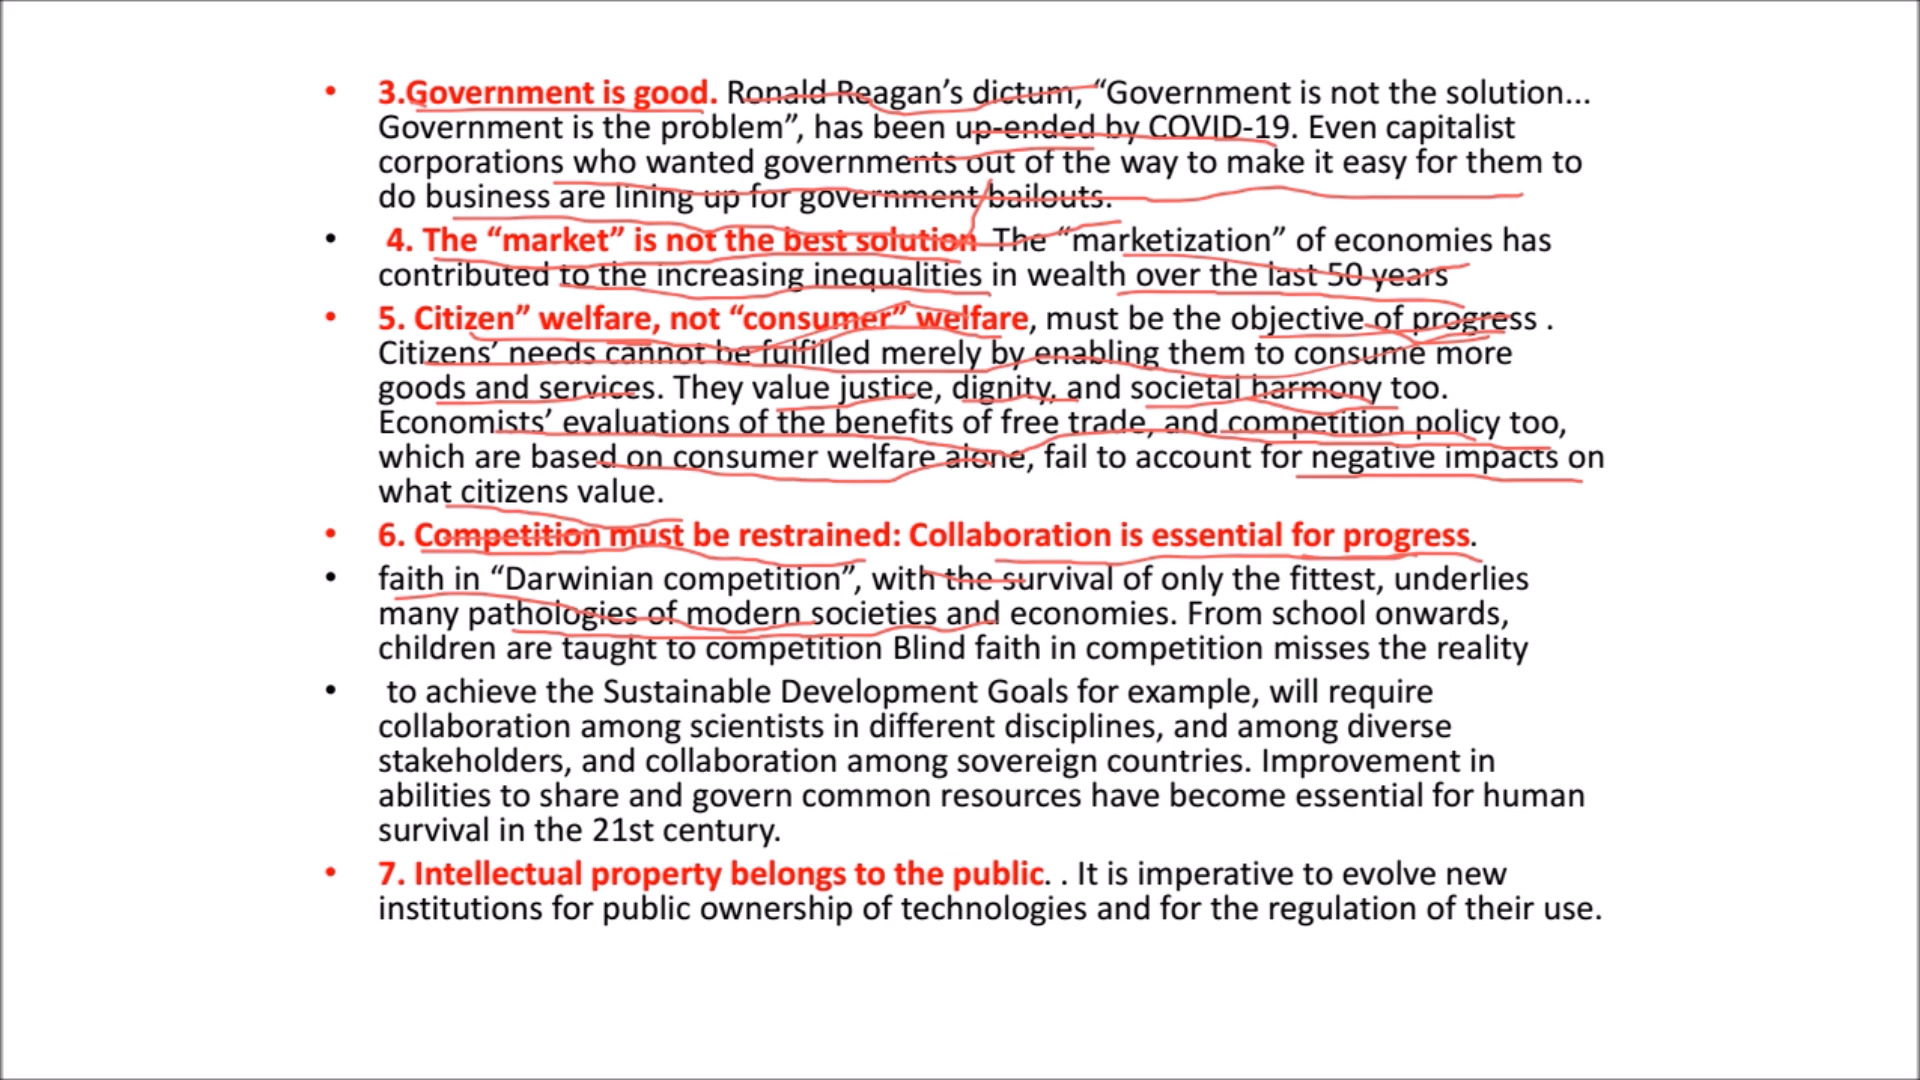 • 3.Government is good. Ronald Reagan’s dictum, “Government is not the solution...
Government is the problem”, has been up-ended by COVID-19. Even capitalist
corporations who wanted governments out of the way to make it easy for them to
do business are lining up for government bailouts.
• 4. The “market” is not the best solution The “marketization” of economies has
contributed to the increasing inequalities in wealth over the last 50 years
• 5. Citizen” welfare, not “consumer” welfare, must be the objective of progress .
Citizens’ needs cannot be fulfilled merely by enabling them to consume more
goods and services. They value justice, dignity, and societal harmony too.
Economists’ evaluations of the benefits of free trade, and competition policy too,
which are based on consumer welfare alone, fail to account for negative impacts on
what citizens value.
• 6. Competition must be restrained: Collaboration is essential for progress.
• faith in “Darwinian competition”, with the survival of only the fittest, underlies
many pathologies of modern societies and economies. From school onwards,
children are taught to competition Blind faith in competition misses the reality
• to achieve the Sustainable Development Goals for example, will require
collaboration among scientists in different disciplines, and among diverse
stakeholders, and collaboration among sovereign countries. Improvement in
abilities to share and govern common resources have become essential for human
survival in the 21st century.
• 7. Intellectual property belongs to the public. . It is imperative to evolve new
institutions for public ownership of technologies and for the regulation of their use.